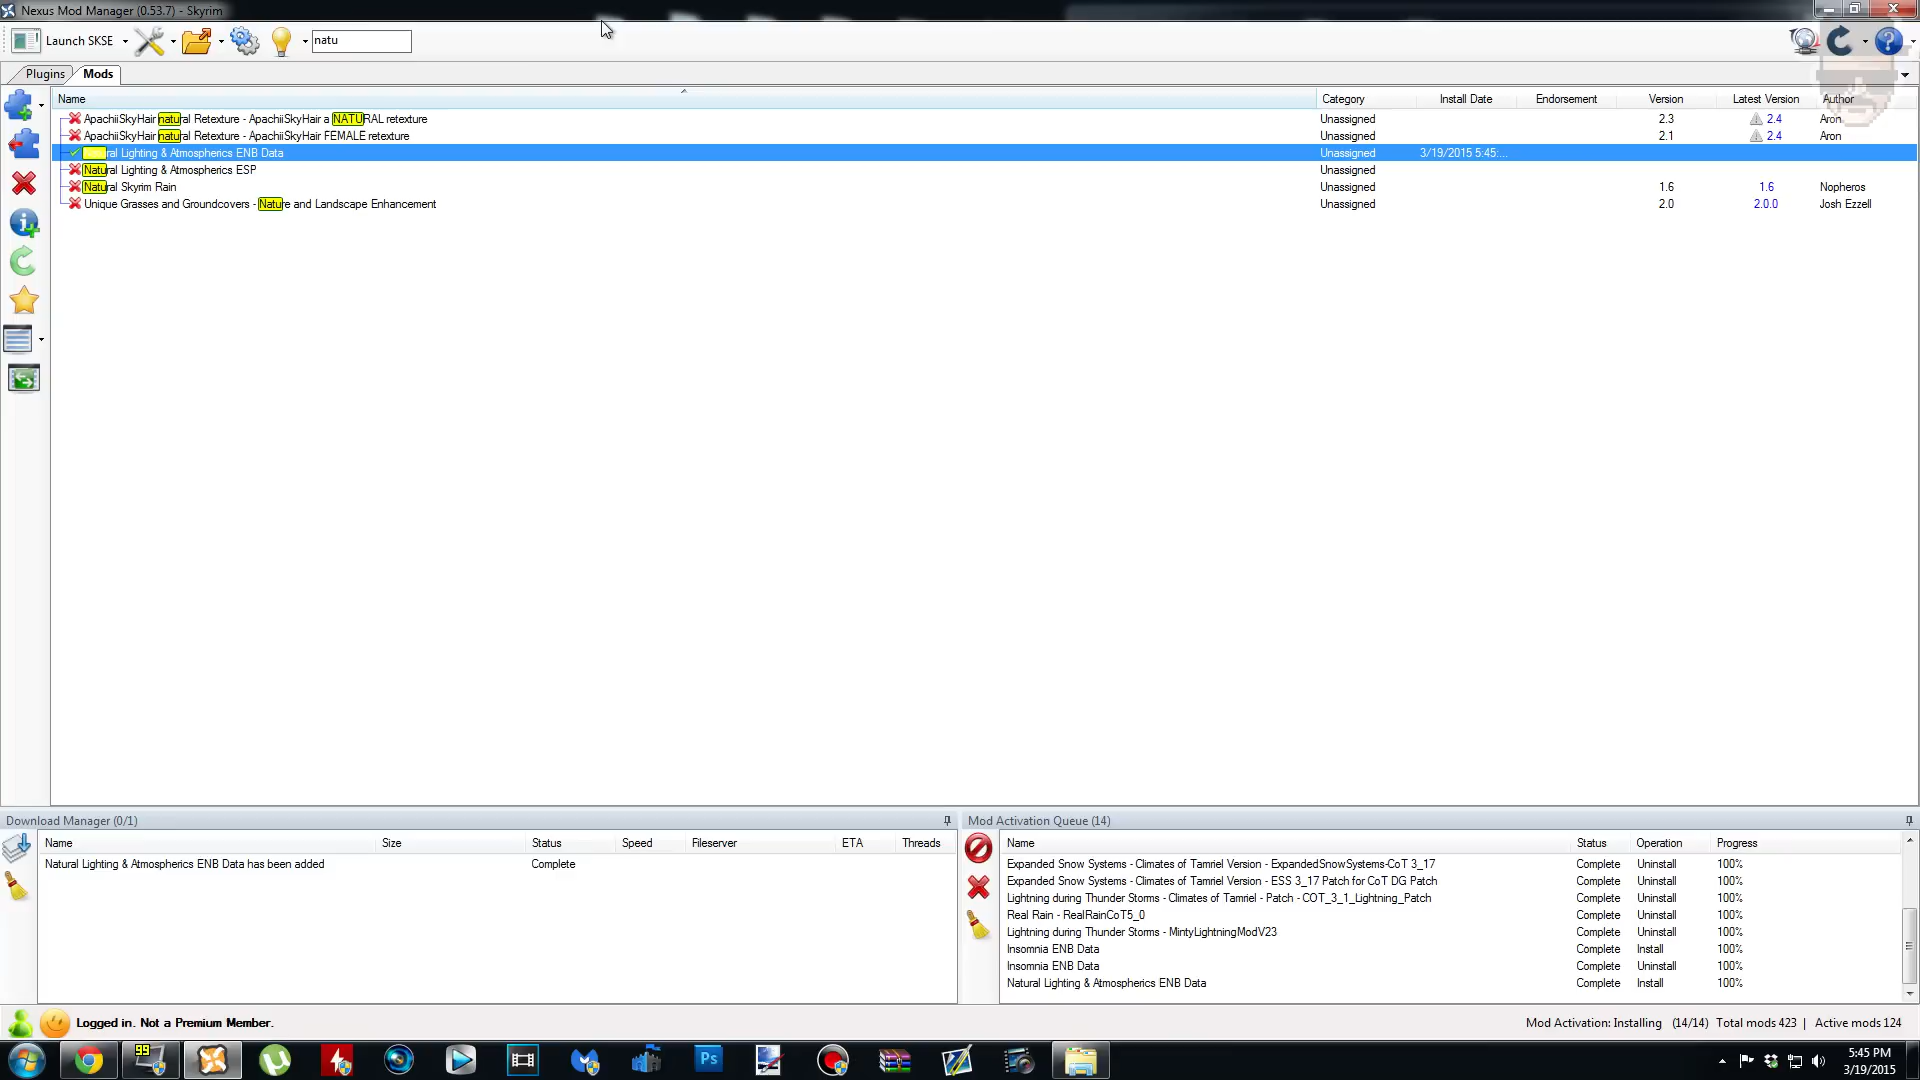 Nexus Mod Manager (0.53.7) - Skyrim
Launch SKSE natu
Plugins Mods
Name Category Install Date Endorsement Version Latest Version Author
ApachiiSkyHair natural Retexture - ApachiiSkyHair a NATURAL retexture Unassigned 2.3 2.4 Aron
ApachiiSkyHair natural Retexture - ApachiiSkyHair FEMALE retexture Unassigned 2.1 2.4 Aron
ral Lighting & Atmospherics ENB Data Unassigned 3/19/2015 5:45:...
Natural Lighting & Atmospherics ESP Unassigned
Natural Skyrim Rain Unassigned 1.6 1.6 Nopheros
Unique Grasses and Groundcovers - Nature and Landscape Enhancement Unassigned 2.0 2.0.0 Josh Ezzell
Download Manager (0/1)
Name Size Status Speed Fileserver ETA Threads
Natural Lighting & Atmospherics ENB Data has been added Complete
Mod Activation Queue (14)
Name Status Operation Progress
Expanded Snow Systems - Climates of Tamriel Version - ExpandedSnowSystems-CoT 3_17 Complete Uninstall 100%
Expanded Snow Systems - Climates of Tamriel Version - ESS 3_17 Patch for CoT DG Patch Complete Uninstall 100%
Lightning during Thunder Storms - Climates of Tamriel - Patch - COT_3_1_Lightning_Patch Complete Uninstall 100%
Real Rain - RealRainCoT5_0 Complete Uninstall 100%
Lightning during Thunder Storms - MintyLightningModV23 Complete Uninstall 100%
Insomnia ENB Data Complete Install 100%
Insomnia ENB Data Complete Uninstall 100%
Natural Lighting & Atmospherics ENB Data Complete Install 100%
Logged in. Not a Premium Member. Mod Activation: Installing (14/14) Total mods 423 | Active mods 124
99
Ps
5:45 PM
3/19/2015